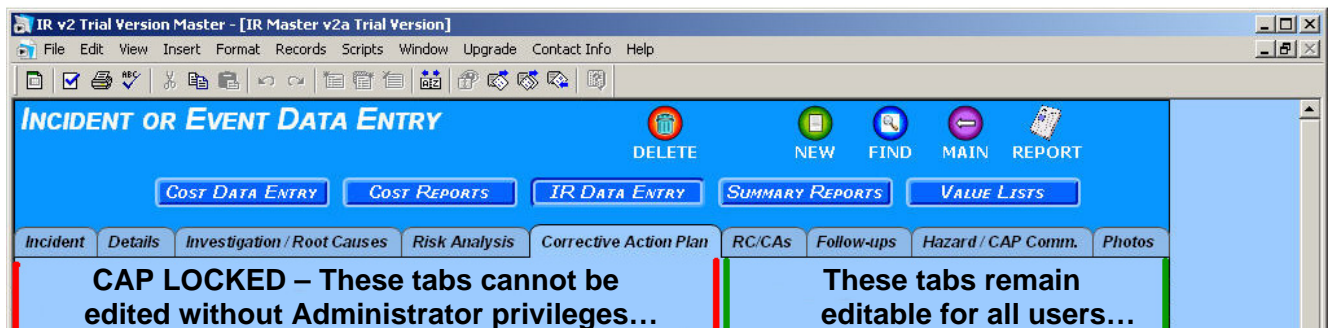 IR v2 Trial Version Master - [IR Master v2a Trial Version]
File Edit View Insert Format Records Scripts Window Upgrade Contact Info Help
INCIDENT OR EVENT DATA ENTRY
DELETE NEW FIND MAIN REPORT
COST DATA ENTRY COST REPORTS IR DATA ENTRY SUMMARY REPORTS VALUE LISTS
Incident Details Investigation / Root Causes Risk Analysis Corrective Action Plan RC/CAs Follow-ups Hazard / CAP Comm. Photos
CAP LOCKED – These tabs cannot be
edited without Administrator privileges…
These tabs remain
editable for all users…